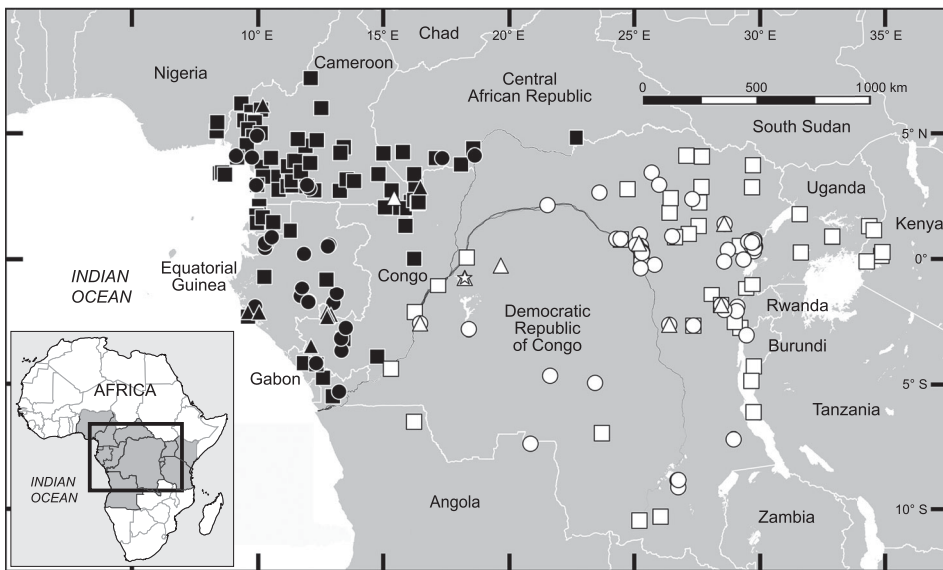 10° E
15° E
20° E
25° E
30° E
35° E
Chad
Nigeria
Cameroon
Central
African Republic
0
500
1000 km
South Sudan
5° N
Uganda
Kenya
0°
INDIAN
OCEAN
Equatorial
Guinea
Congo
Democratic
Republic
of Congo
Rwanda
Burundi
Gabon
5° S
Tanzania
AFRICA
INDIAN
OCEAN
Angola
10° S
Zambia